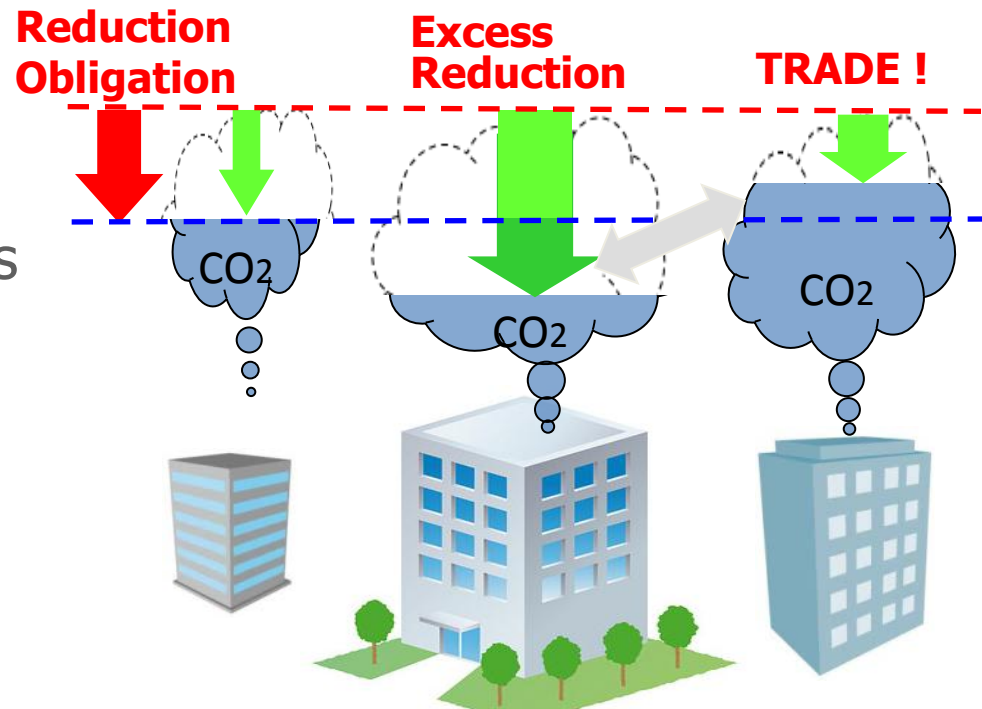 Reduction
Obligation
Excess
Reduction
TRADE !
s
CO2
CO2
CO2